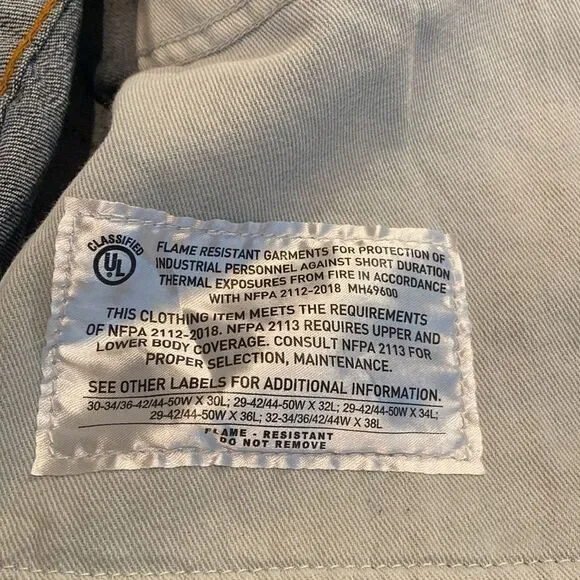 CLASSIFIED
UL
FLAME RESISTANT GARMENTS FOR PROTECTION OF
INDUSTRIAL PERSONNEL AGAINST SHORT DURATION
THERMAL EXPOSURES FROM FIRE IN ACCORDANCE
WITH NFPA 2112-2018 MH49600
THIS CLOTHING ITEM MEETS THE REQUIREMENTS
OF NFPA 2112-2018. NFPA 2113 REQUIRES UPPER AND
LOWER BODY COVERAGE. CONSULT NFPA 2113 FOR
PROPER SELECTION, MAINTENANCE.
SEE OTHER LABELS FOR ADDITIONAL INFORMATION.
30-34/36-42/44-50W X 30L; 29-42/44-50W X 32L; 29-42/44-50W X 34L;
29-42/44-50W X 36L; 32-34/36/42/44W X 38L
FLAME - RESISTANT
DO NOT REMOVE